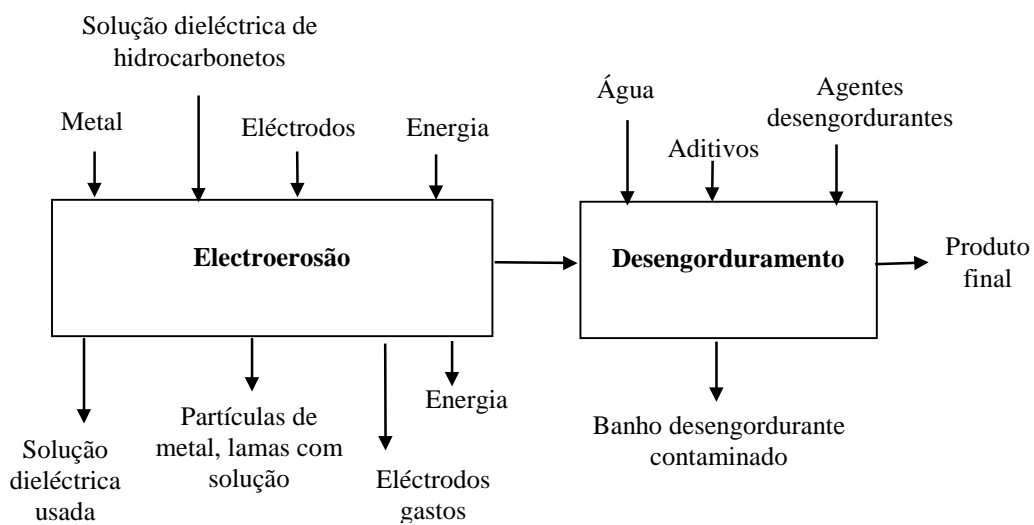 Solução dieléctrica de
hidrocarbonetos
Metal
Eléctrodos
Energia
Água
Aditivos
Agentes
desengordurantes
Electroerosão
Desengorduramento
Produto
final
Solução
dieléctrica
usada
Partículas de
metal, lamas com
solução
Eléctrodos
gastos
Energia
Banho desengordurante
contaminado